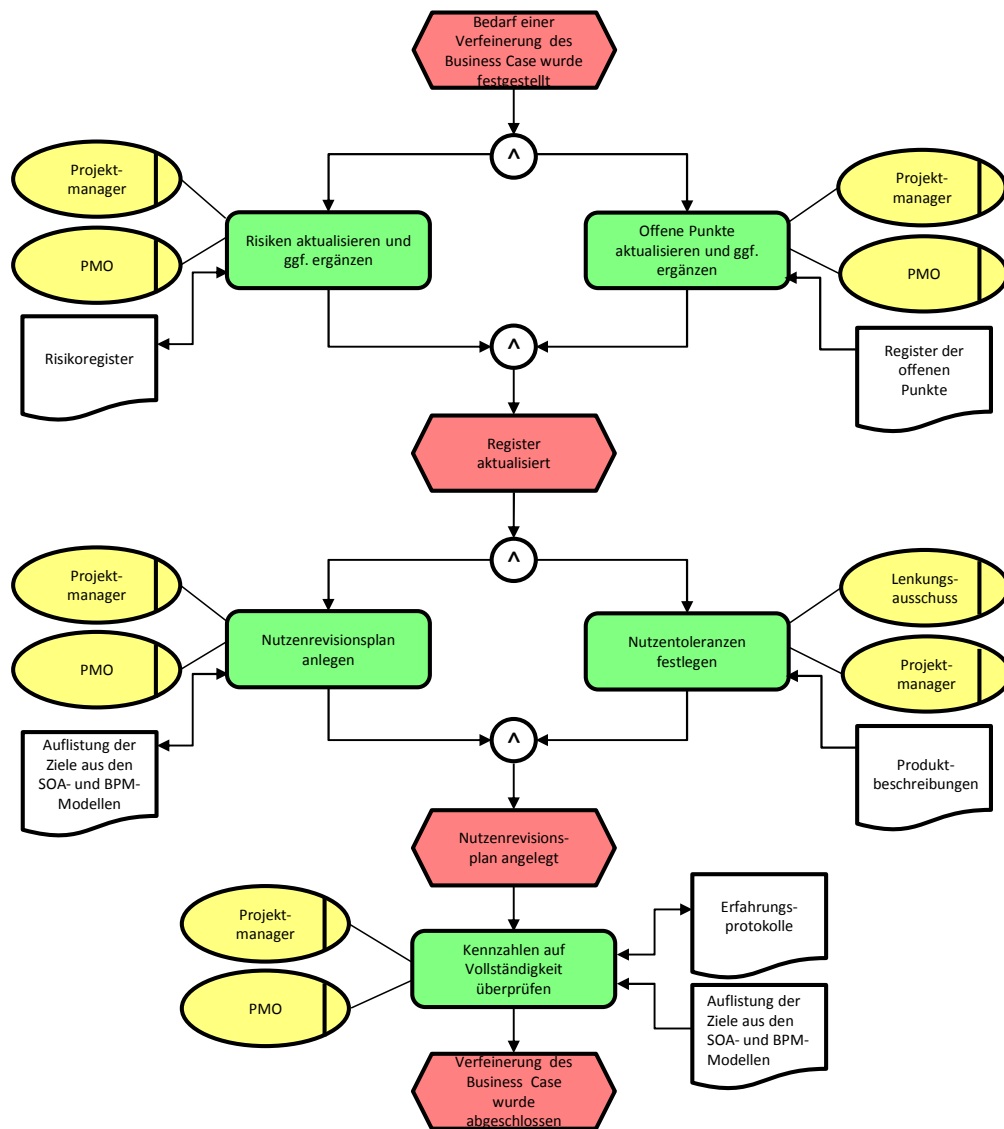 Bedarf einer
Verfeinerung des
Business Case wurde
festgestellt
^
Projekt-
manager
PMO
Risikoregister
Risiken aktualisieren und
ggf. ergänzen
Offene Punkte
aktualisieren und ggf.
ergänzen
Projekt-
manager
PMO
Register der
offenen
Punkte
^
Register
aktualisiert
^
Projekt-
manager
PMO
Auflistung der
Ziele aus den
SOA- und BPM-
Modellen
Nutzenrevisionsplan
anlegen
Nutzentoleranzen
festlegen
Lenkungs-
ausschuss
Projekt-
manager
Produkt-
beschreibungen
^
Nutzenrevisions-
plan angelegt
Projekt-
manager
PMO
Kennzahlen auf
Vollständigkeit
überprüfen
Erfahrungs-
protokolle
Auflistung der
Ziele aus den
SOA- und BPM-
Modellen
Verfeinerung des
Business Case
wurde
abgeschlossen